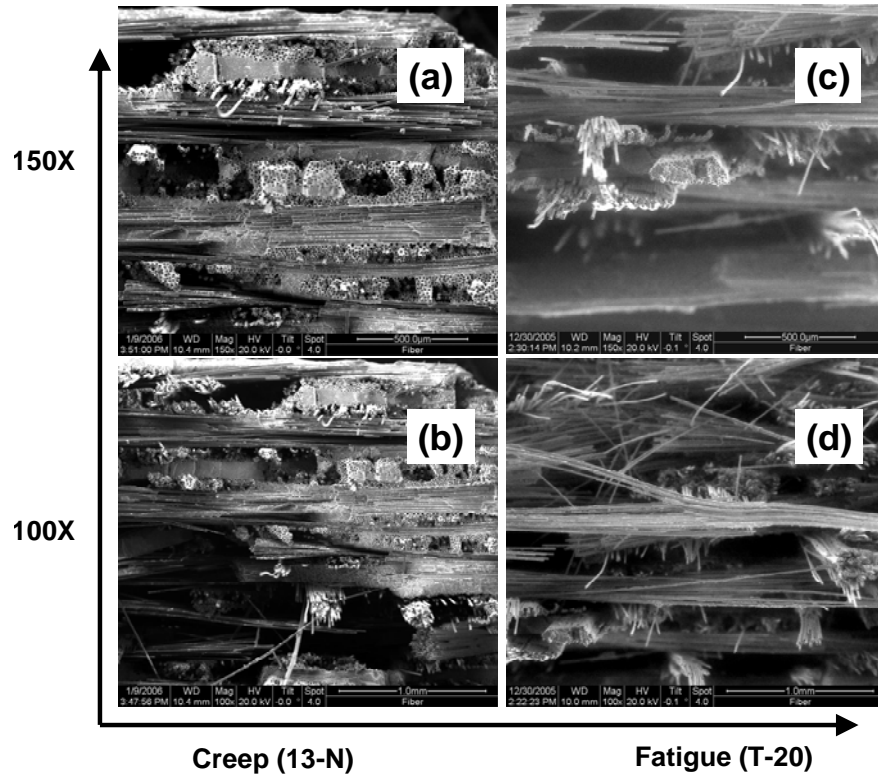 150X
100X
(a)
1/9/2006 WD Mag HV Tilt Spot 500.0µm
3:51:00 PM 10.4 mm 150x 20.0 kV -0.0 ° 4.0 Fiber
(c)
12/30/2005 WD Mag HV Tilt Spot 500.0µm
2:30:14 PM 10.2 mm 150x 20.0 kV -0.1 ° 4.0 Fiber
(b)
1/9/2006 WD Mag HV Tilt Spot 1.0mm
3:47:56 PM 10.4 mm 100x 20.0 kV -0.0 ° 4.0 Fiber
(d)
12/30/2005 WD Mag HV Tilt Spot 1.0mm
2:22:23 PM 10.2 mm 100x 20.0 kV -0.1 ° 4.0 Fiber
Creep (13-N)
Fatigue (T-20)